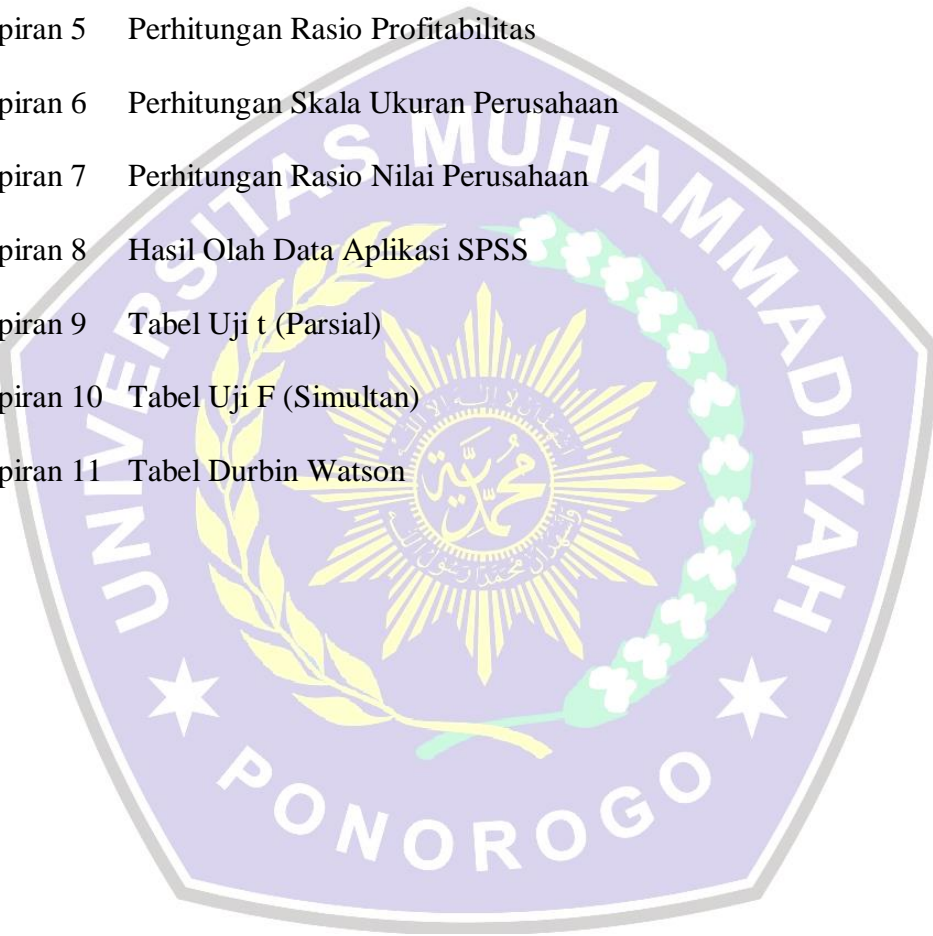 piran 5 Perhitungan Rasio Profitabilitas
piran 6 Perhitungan Skala Ukuran Perusahaan
piran 7 Perhitungan Rasio Nilai Perusahaan
piran 8 Hasil Olah Data Aplikasi SPSS
piran 9 Tabel Uji t (Parsial)
piran 10 Tabel Uji F (Simultan)
piran 11 Tabel Durbin Watson
UNIVERSITAS MUHAMMADIYAH
PONOROGO
محمدية